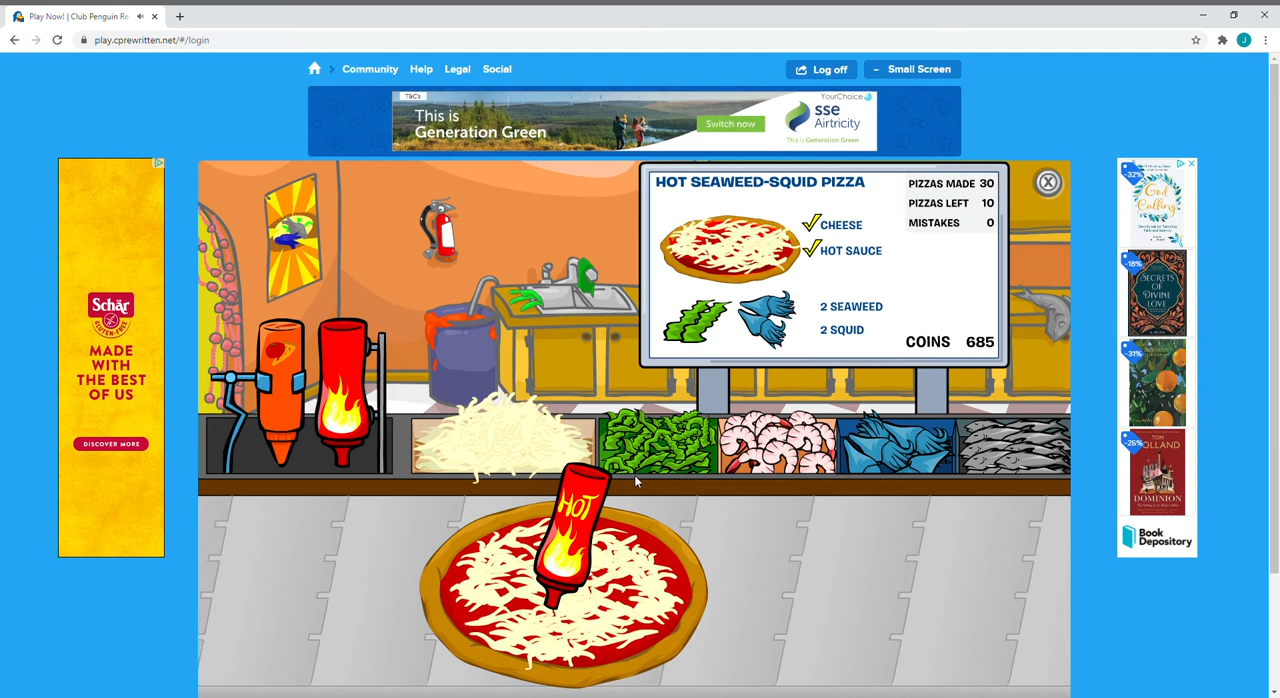 Play Now! | Club Penguin Re
play.cprewritten.net/#/login
J
Community Help Legal Social
Log off
Small Screen
T&C's
This is
Generation Green
Switch now
YourChoice
sse
Airtricity
This is Generation Green
Schär
GLUTEN-FREE
MADE
WITH
THE BEST
OF US
DISCOVER MORE
HOT SEAWEED-SQUID PIZZA
PIZZAS MADE 30
PIZZAS LEFT 10
MISTAKES 0
CHEESE
HOT SAUCE
2 SEAWEED
2 SQUID
COINS 685
HOT
-32%
God
Calling
-18%
SECRETS
OF DIVINE
LOVE
-31%
-25%
TOM
HOLLAND
DOMINION
Book
Depository